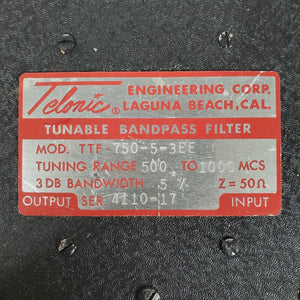 Telonic ® ENGINEERING CORP.
LAGUNA BEACH, CAL.
TUNABLE BANDPASS FILTER
MOD. TTF-750-5-3EE
TUNING RANGE 500 TO 1000 MCS
3 DB BANDWIDTH 5 % Z = 50Ω
OUTPUT SER. 4110-17 INPUT